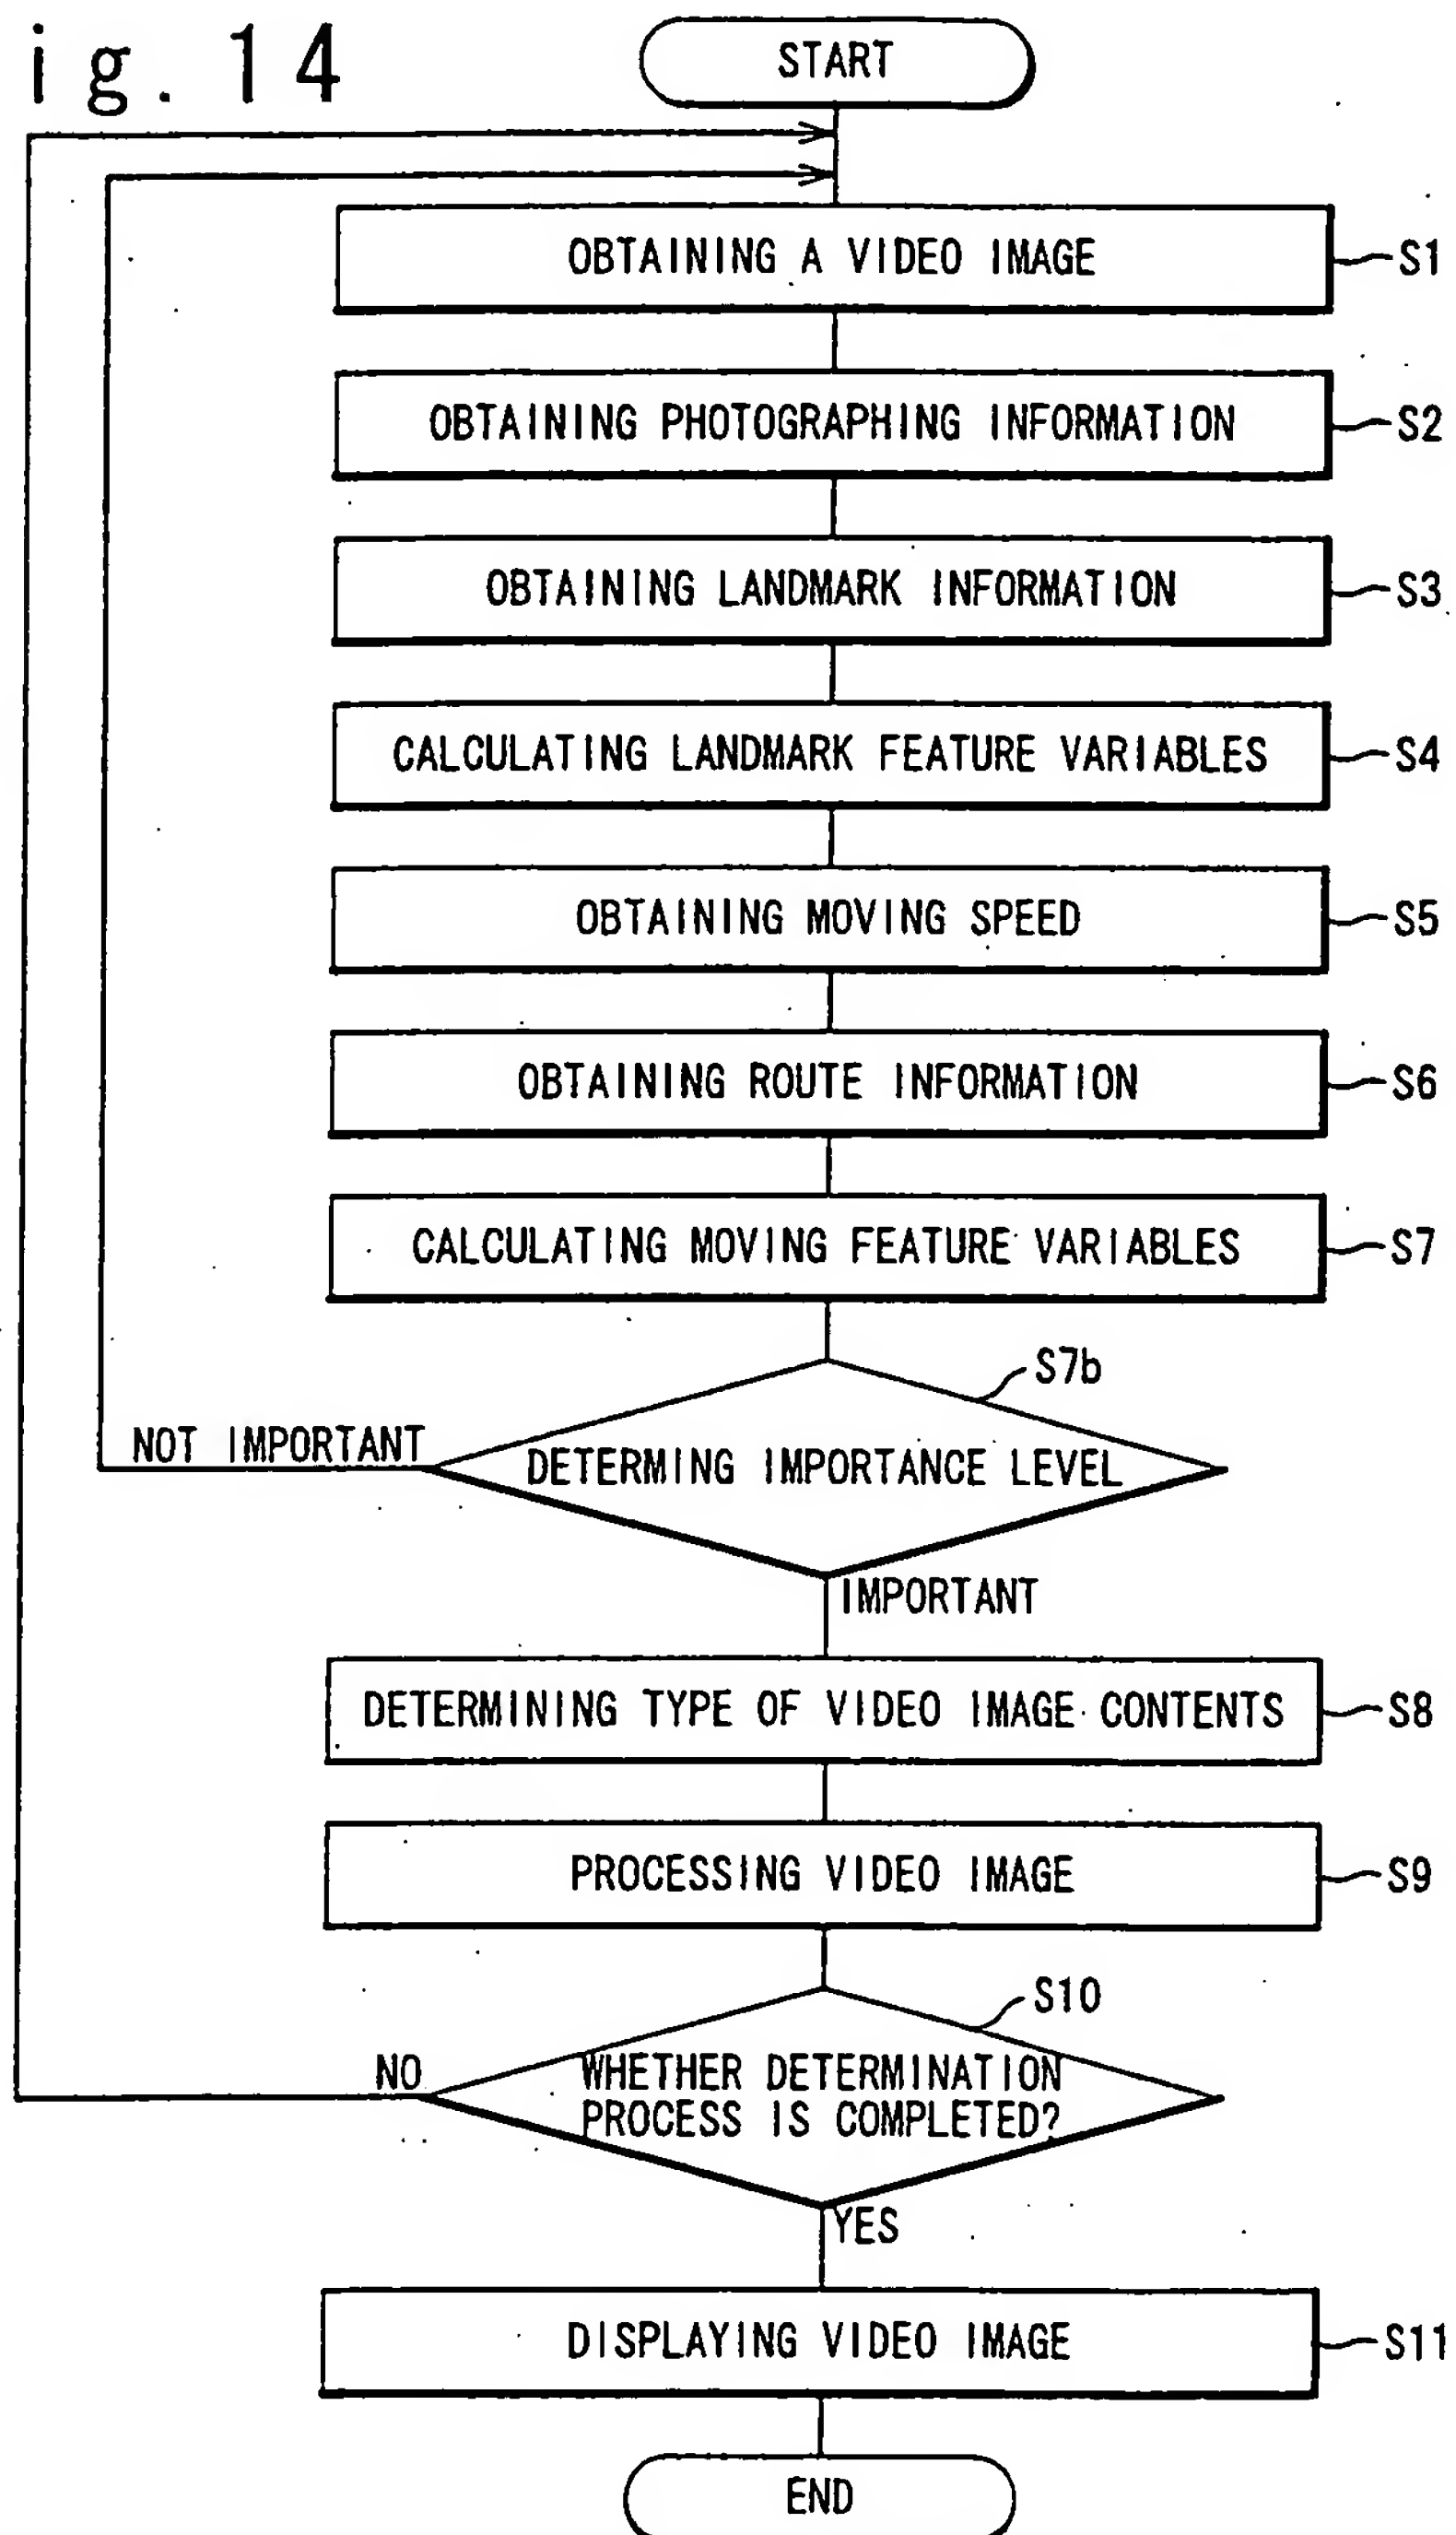 ig. 14
START
OBTAINING A VIDEO IMAGE
S1
OBTAINING PHOTOGRAPHING INFORMATION
S2
OBTAINING LANDMARK INFORMATION
S3
CALCULATING LANDMARK FEATURE VARIABLES
S4
OBTAINING MOVING SPEED
S5
OBTAINING ROUTE INFORMATION
S6
CALCULATING MOVING FEATURE VARIABLES
S7
S7b
NOT IMPORTANT
DETERMING IMPORTANCE LEVEL
IMPORTANT
DETERMINING TYPE OF VIDEO IMAGE CONTENTS
S8
PROCESSING VIDEO IMAGE
S9
S10
NO
WHETHER DETERMINATION
PROCESS IS COMPLETED?
YES
DISPLAYING VIDEO IMAGE
S11
END